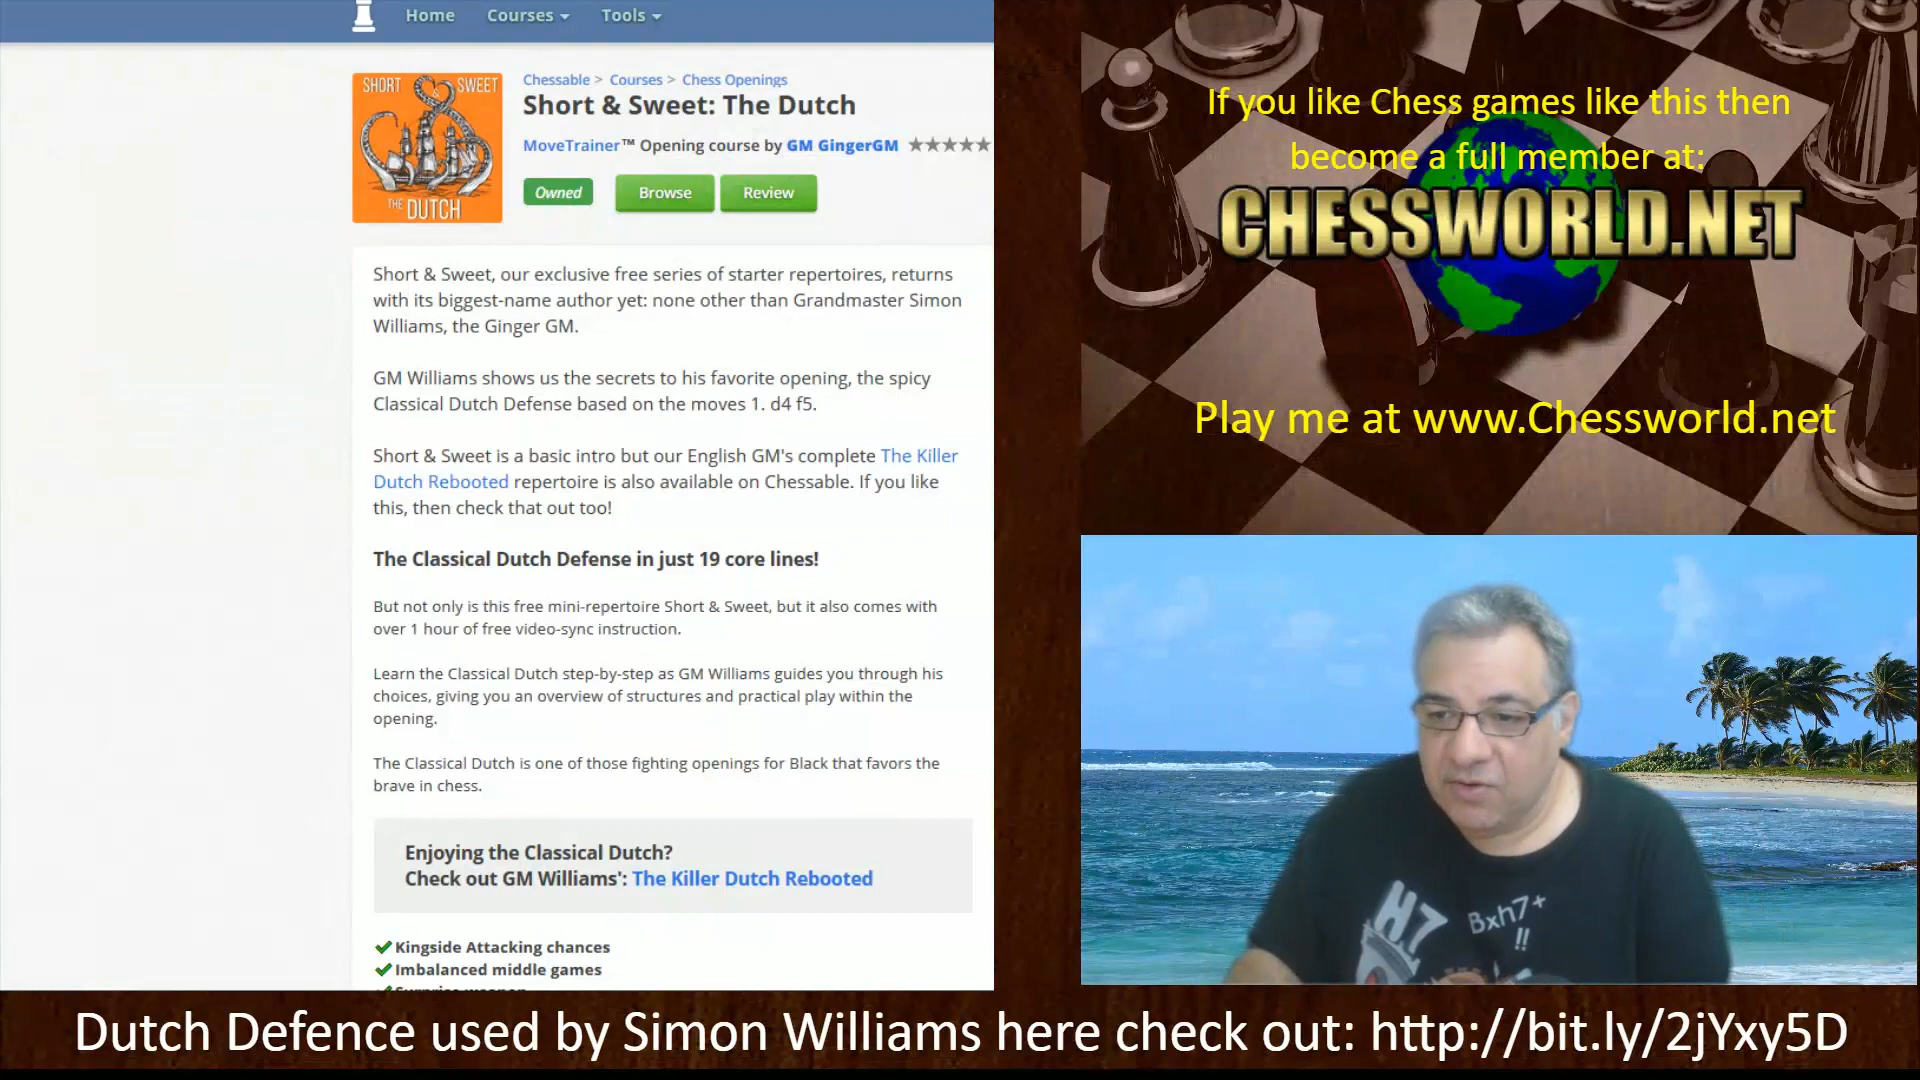 Home Courses Tools
SHORT & SWEET
THE DUTCH
Chessable > Courses > Chess Openings
Short & Sweet: The Dutch
MoveTrainer™ Opening course by GM GingerGM
Owned Browse Review
Short & Sweet, our exclusive free series of starter repertoires, returns
with its biggest-name author yet: none other than Grandmaster Simon
Williams, the Ginger GM.
GM Williams shows us the secrets to his favorite opening, the spicy
Classical Dutch Defense based on the moves 1. d4 f5.
Short & Sweet is a basic intro but our English GM's complete The Killer
Dutch Rebooted repertoire is also available on Chessable. If you like
this, then check that out too!
The Classical Dutch Defense in just 19 core lines!
But not only is this free mini-repertoire Short & Sweet, but it also comes with
over 1 hour of free video-sync instruction.
Learn the Classical Dutch step-by-step as GM Williams guides you through his
choices, giving you an overview of structures and practical play within the
opening.
The Classical Dutch is one of those fighting openings for Black that favors the
brave in chess.
Enjoying the Classical Dutch?
Check out GM Williams': The Killer Dutch Rebooted
Kingside Attacking chances
Imbalanced middle games
Surprise weapon
If you like Chess games like this then
become a full member at:
CHESSWORLD.NET
Play me at www.Chessworld.net
H7
Bxh7+
!!
Dutch Defence used by Simon Williams here check out: http://bit.ly/2jYxy5D